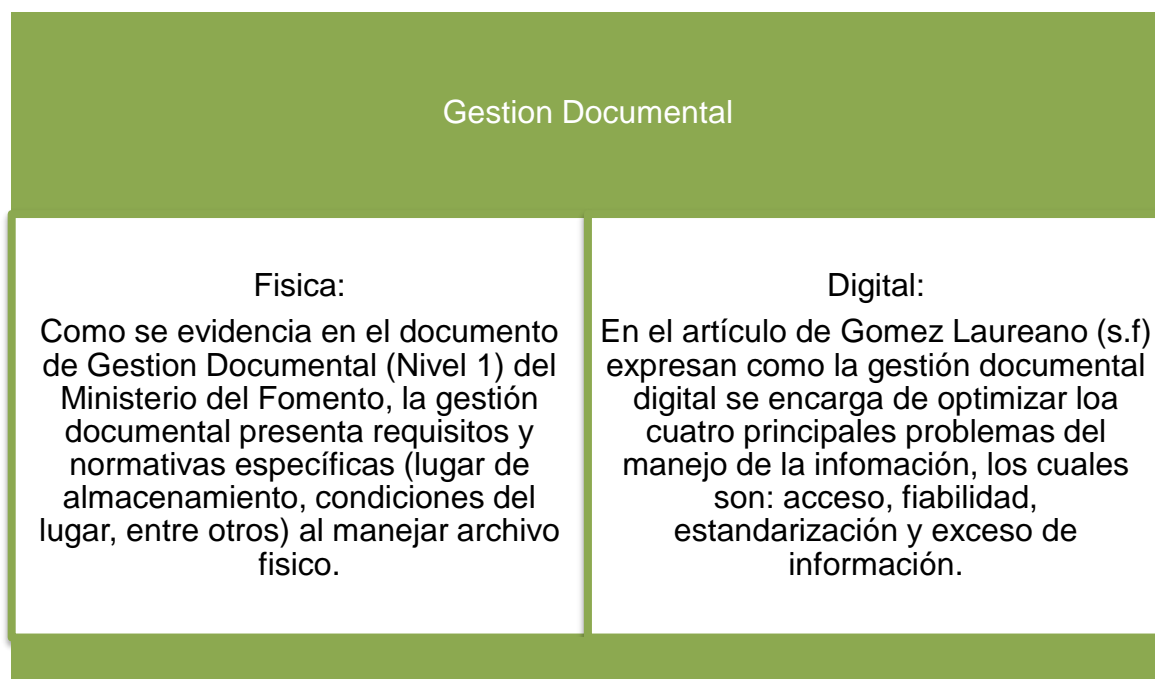 Gestion Documental
Fisica:
Como se evidencia en el documento
de Gestion Documental (Nivel 1) del
Ministerio del Fomento, la gestión
documental presenta requisitos y
normativas específicas (lugar de
almacenamiento, condiciones del
lugar, entre otros) al manejar archivo
fisico.
Digital:
En el artículo de Gomez Laureano (s.f)
expresan como la gestión documental
digital se encarga de optimizar loa
cuatro principales problemas del
manejo de la infomación, los cuales
son: acceso, fiabilidad,
estandarización y exceso de
información.